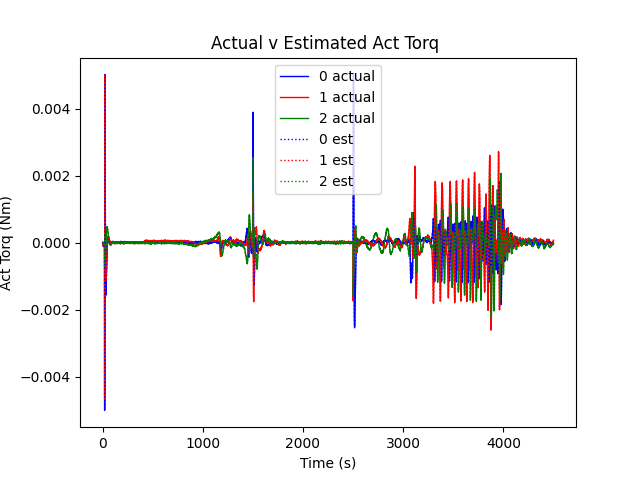 Actual v Estimated Act Torq
0 actual
1 actual
2 actual
0 est
1 est
2 est
0.004
0.002
0.000
−0.002
−0.004
Act Torq (Nm)
0 1000 2000 3000 4000
Time (s)